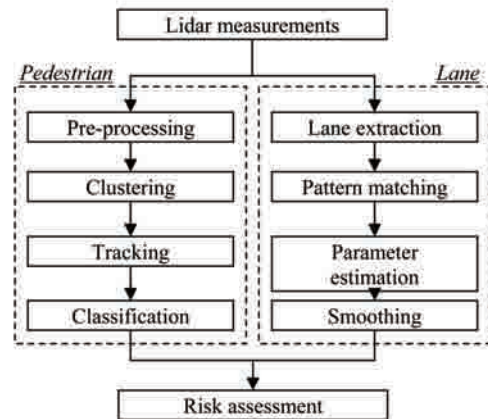 Lidar measurements
Pedestrian
Lane
Pre-processing
Clustering
Tracking
Classification
Lane extraction
Pattern matching
Parameter
estimation
Smoothing
Risk assessment